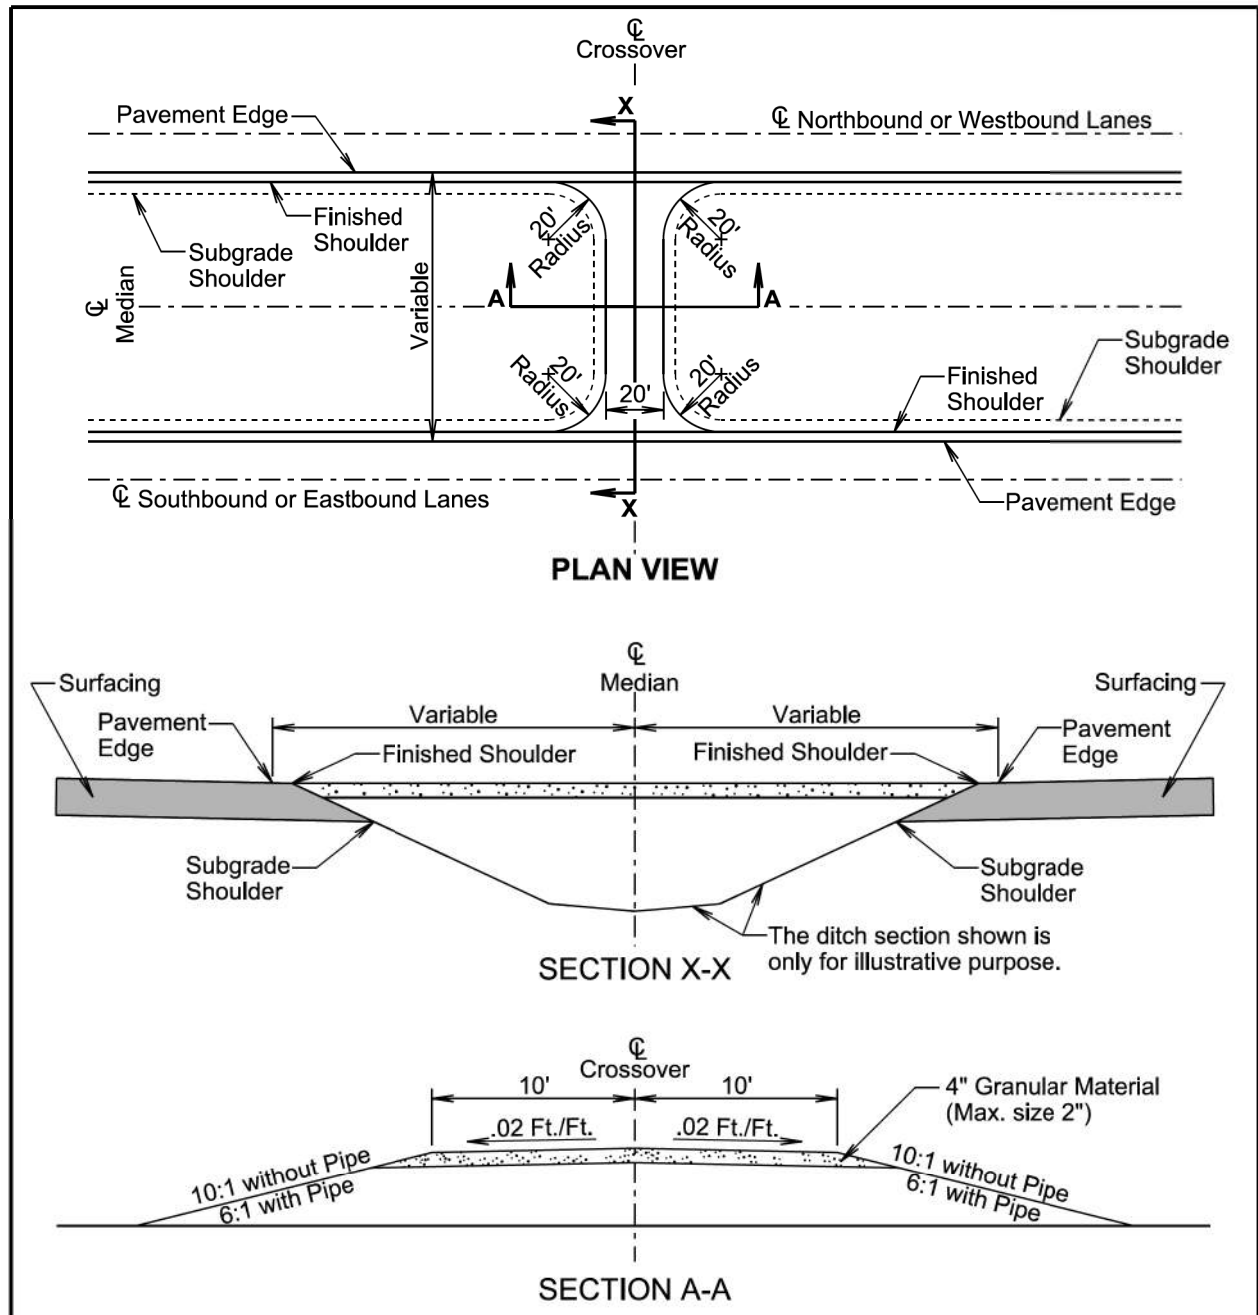 ℄
Crossover
X
Pavement Edge
℄ Northbound or Westbound Lanes
Finished
Shoulder
Subgrade
Shoulder
20'
Radius
20'
Radius
℄
Median
Variable
A
A
Subgrade
Shoulder
Finished
Shoulder
20'
Radius
20'
20'
Radius
℄ Southbound or Eastbound Lanes
X
Pavement Edge
PLAN VIEW
℄
Median
Surfacing
Surfacing
Pavement
Edge
Variable
Variable
Pavement
Edge
Finished Shoulder
Finished Shoulder
Subgrade
Shoulder
Subgrade
Shoulder
The ditch section shown is
only for illustrative purpose.
SECTION X-X
℄
Crossover
10'
10'
4" Granular Material
(Max. size 2")
.02 Ft./Ft.
.02 Ft./Ft.
10:1 without Pipe
6:1 with Pipe
10:1 without Pipe
6:1 with Pipe
SECTION A-A